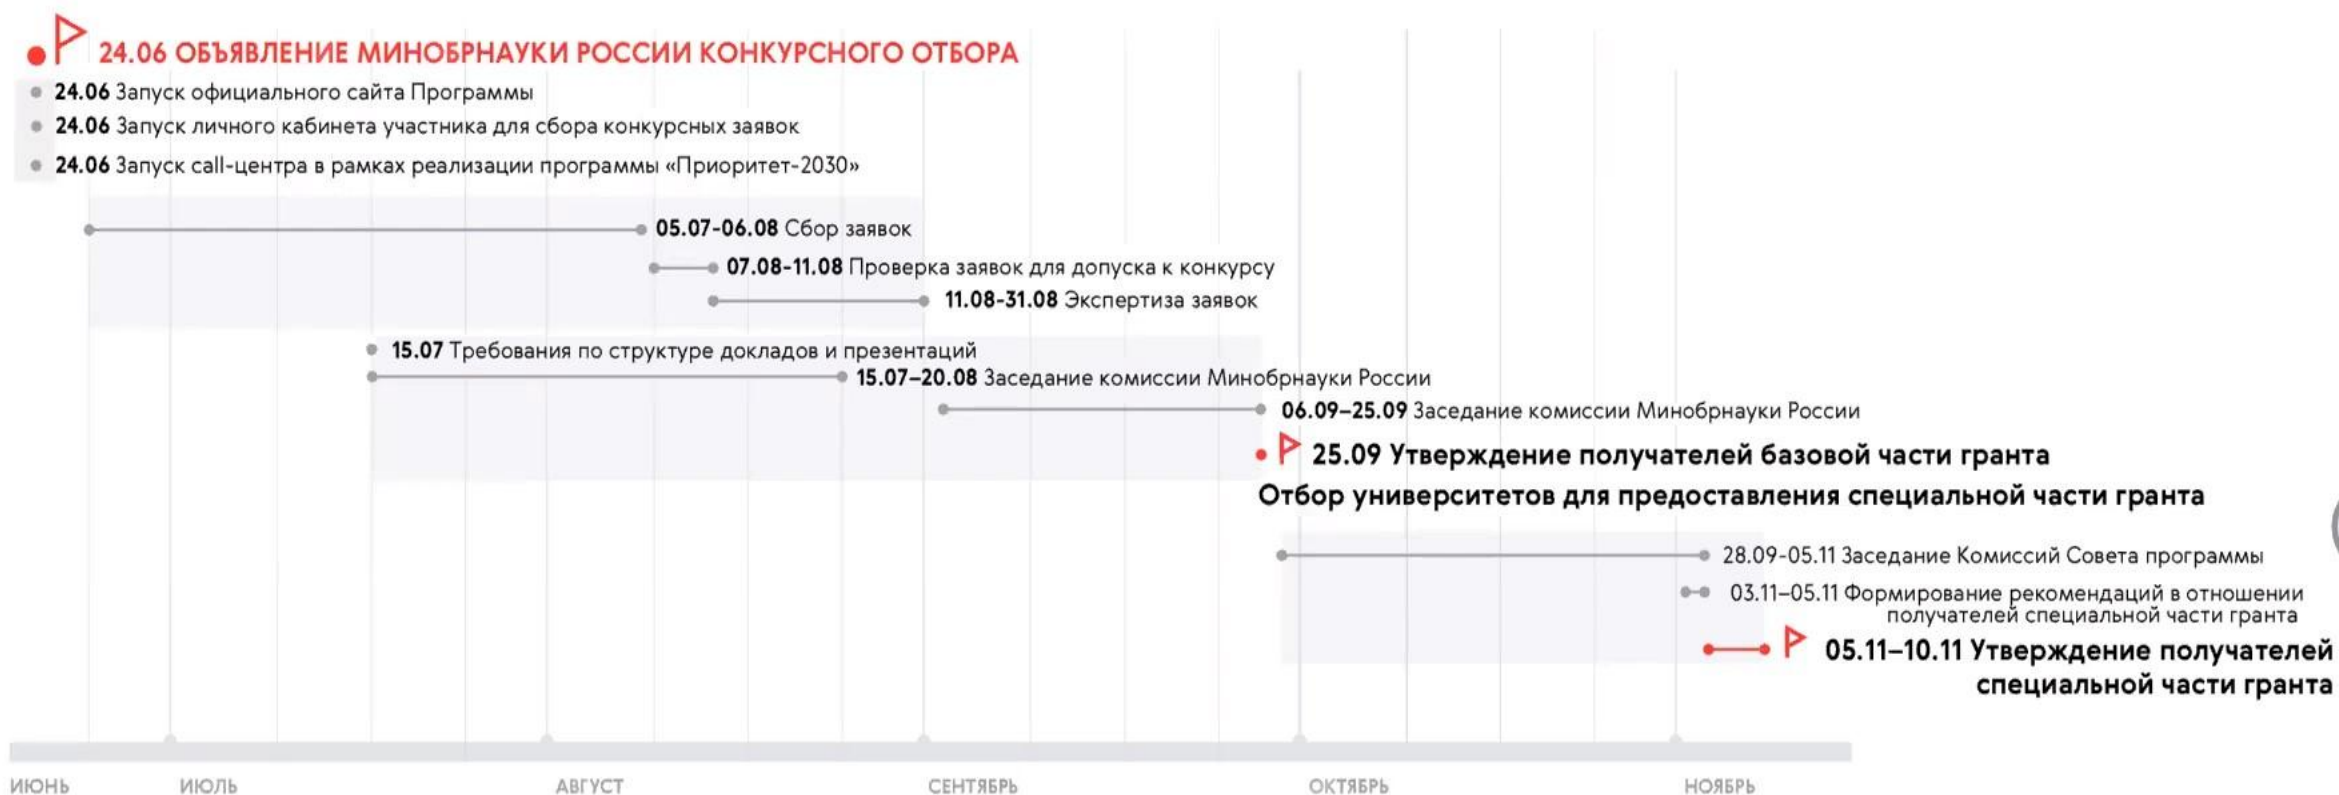 24.06 ОБЪЯВЛЕНИЕ МИНОБРНАУКИ РОССИИ КОНКУРСНОГО ОТБОРА
24.06 Запуск официального сайта Программы
24.06 Запуск личного кабинета участника для сбора конкурсных заявок
24.06 Запуск call-центра в рамках реализации программы «Приоритет-2030»
05.07-06.08 Сбор заявок
07.08-11.08 Проверка заявок для допуска к конкурсу
11.08-31.08 Экспертиза заявок
15.07 Требования по структуре докладов и презентаций
15.07–20.08 Заседание комиссии Минобрнауки России
06.09–25.09 Заседание комиссии Минобрнауки России
25.09 Утверждение получателей базовой части гранта
Отбор университетов для предоставления специальной части гранта
28.09-05.11 Заседание Комиссий Совета программы
03.11–05.11 Формирование рекомендаций в отношении
получателей специальной части гранта
05.11–10.11 Утверждение получателей
специальной части гранта
ИЮНЬ ИЮЛЬ АВГУСТ СЕНТЯБРЬ ОКТЯБРЬ НОЯБРЬ